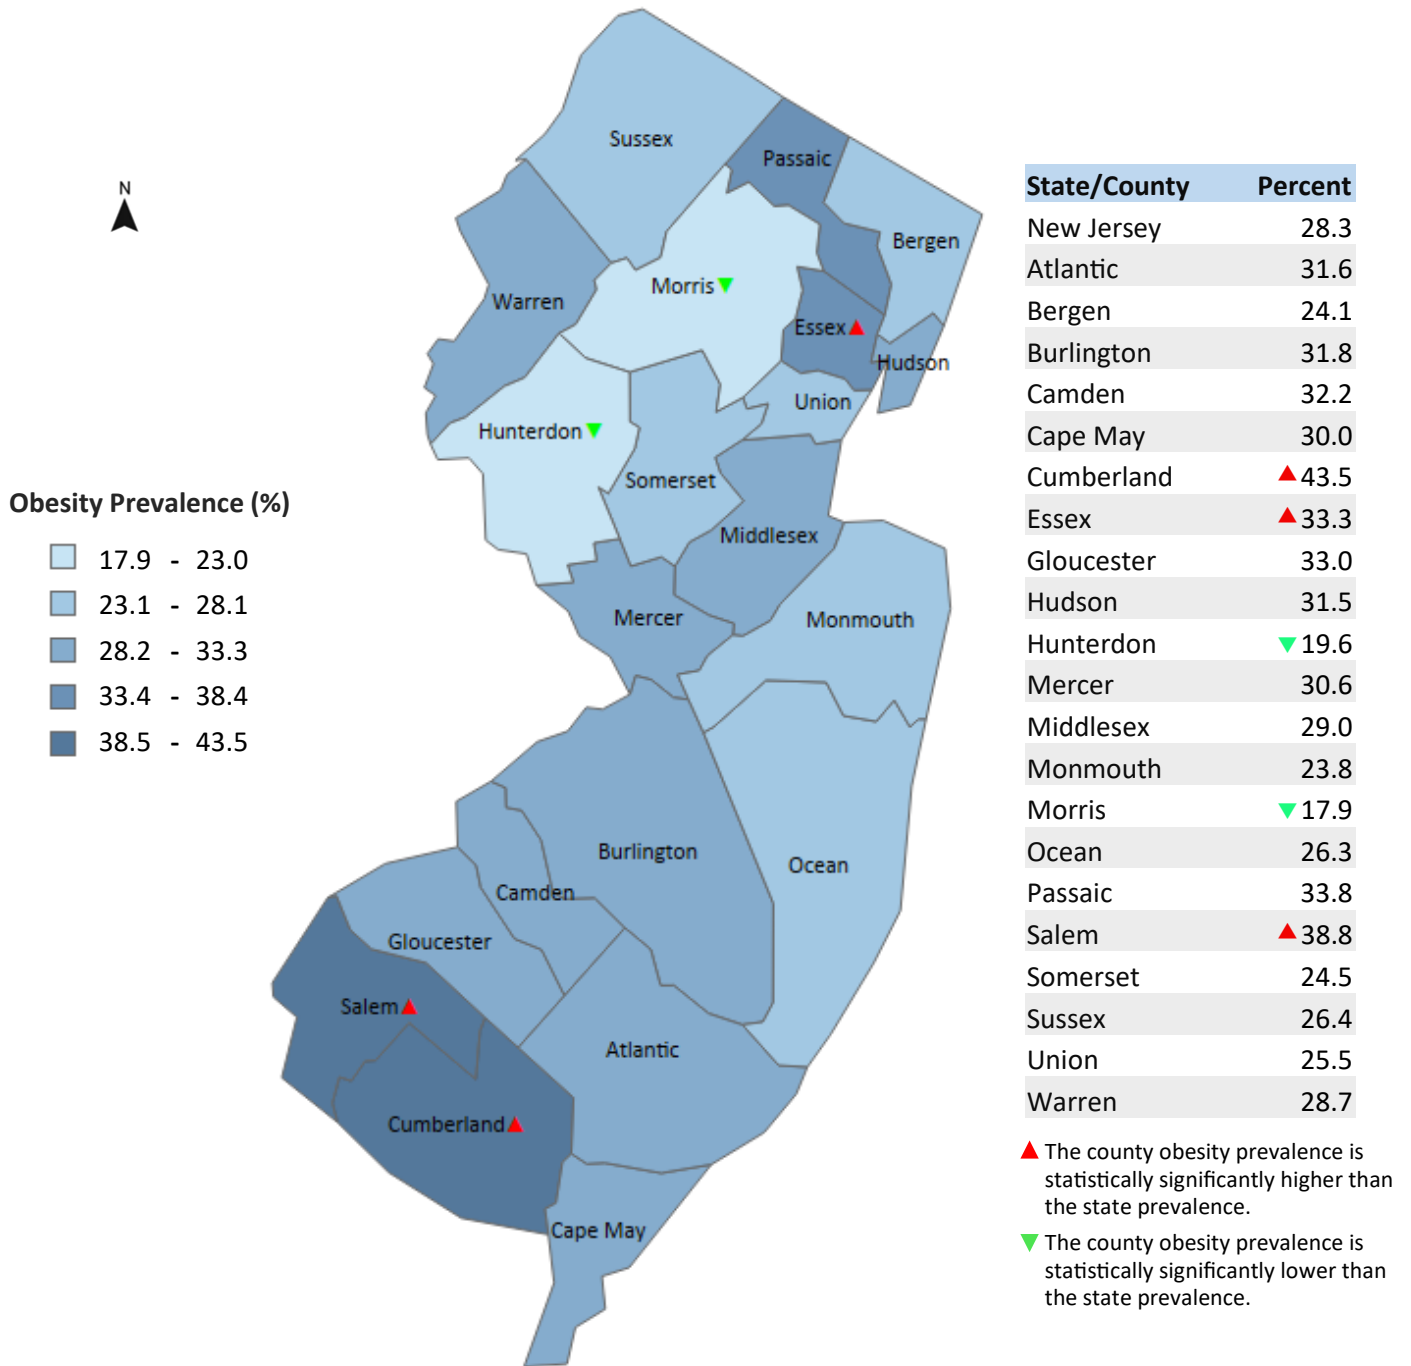 N
Sussex
Passaic
Bergen
Morris
Warren
Essex
Hudson
Union
Hunterdon
Somerset
Middlesex
Mercer
Monmouth
Burlington
Ocean
Camden
Gloucester
Salem
Atlantic
Cumberland
Cape May
Obesity Prevalence (%)
17.9 - 23.0
23.1 - 28.1
28.2 - 33.3
33.4 - 38.4
38.5 - 43.5
State/County Percent
New Jersey 28.3
Atlantic 31.6
Bergen 24.1
Burlington 31.8
Camden 32.2
Cape May 30.0
Cumberland ▲ 43.5
Essex ▲ 33.3
Gloucester 33.0
Hudson 31.5
Hunterdon ▼ 19.6
Mercer 30.6
Middlesex 29.0
Monmouth 23.8
Morris ▼ 17.9
Ocean 26.3
Passaic 33.8
Salem ▲ 38.8
Somerset 24.5
Sussex 26.4
Union 25.5
Warren 28.7
▲ The county obesity prevalence is
statistically significantly higher than
the state prevalence.
▼ The county obesity prevalence is
statistically significantly lower than
the state prevalence.